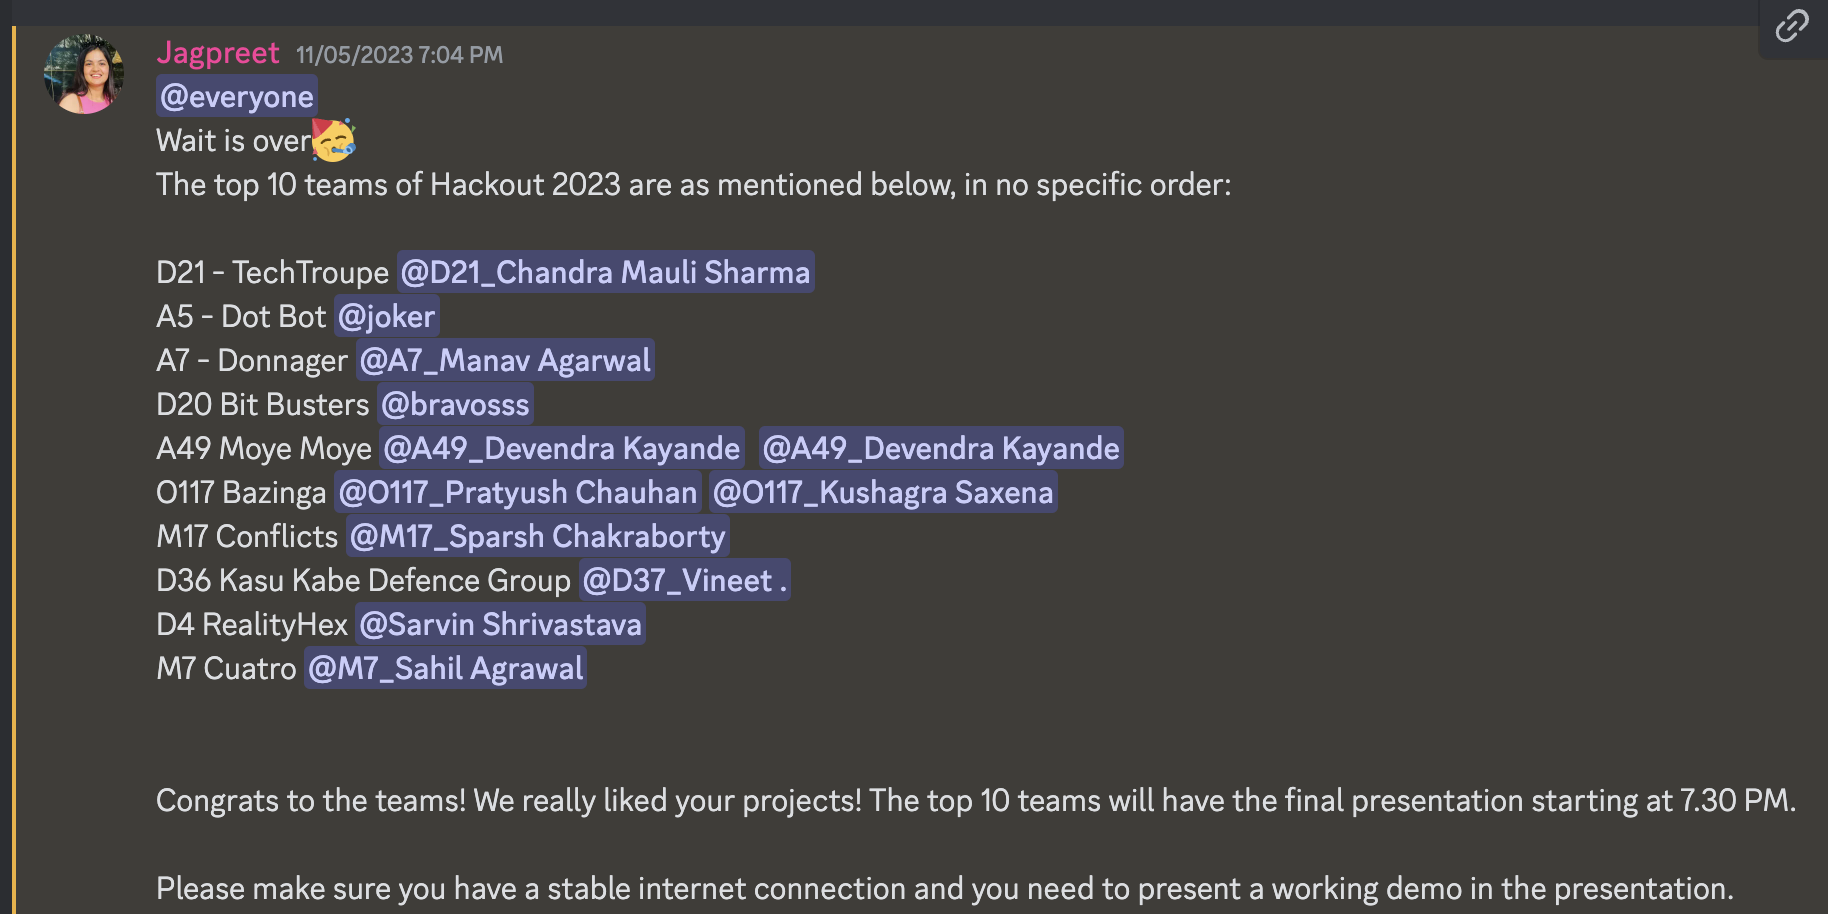 Jagpreet 11/05/2023 7:04 PM
@everyone
Wait is over🥳
The top 10 teams of Hackout 2023 are as mentioned below, in no specific order:
D21 - TechTroupe @D21_Chandra Mauli Sharma
A5 - Dot Bot @joker
A7 - Donnager @A7_Manav Agarwal
D20 Bit Busters @bravosss
A49 Moye Moye @A49_Devendra Kayande @A49_Devendra Kayande
O117 Bazinga @O117_Pratyush Chauhan @O117_Kushagra Saxena
M17 Conflicts @M17_Sparsh Chakraborty
D36 Kasu Kabe Defence Group @D37_Vineet .
D4 RealityHex @Sarvin Shrivastava
M7 Cuatro @M7_Sahil Agrawal
Congrats to the teams! We really liked your projects! The top 10 teams will have the final presentation starting at 7.30 PM.
Please make sure you have a stable internet connection and you need to present a working demo in the presentation.